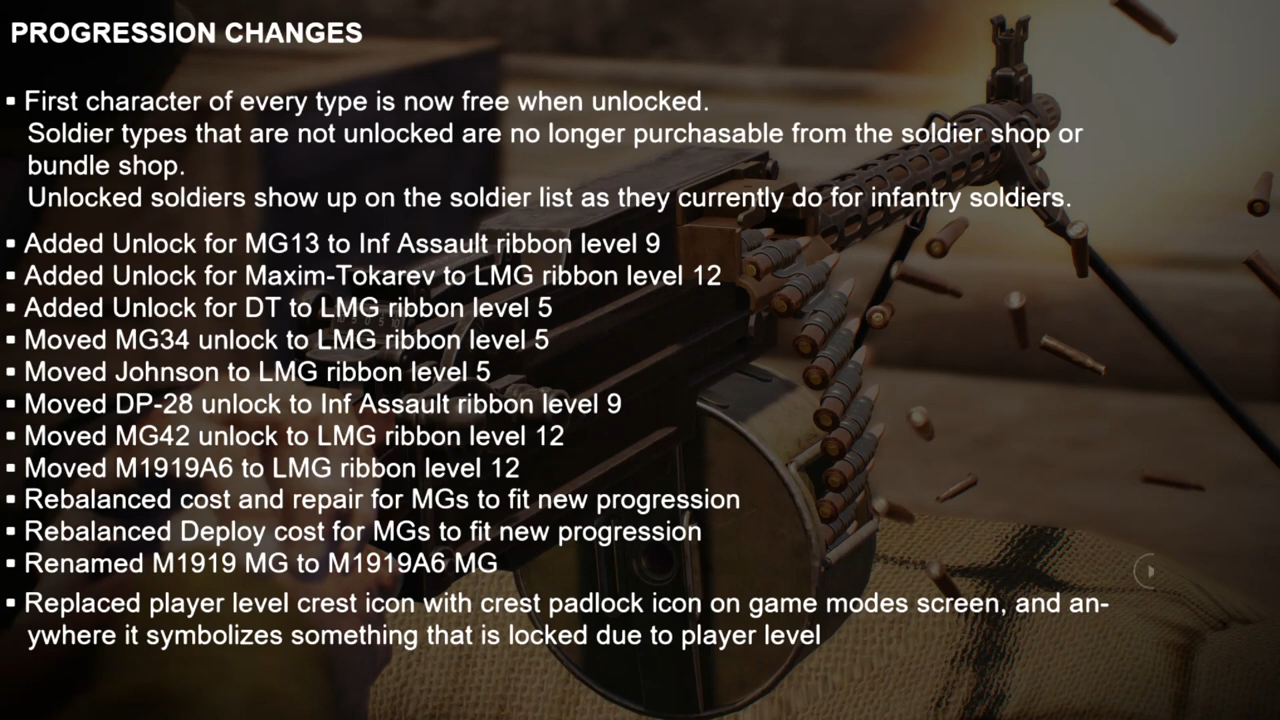 PROGRESSION CHANGES
▪ First character of every type is now free when unlocked.
Soldier types that are not unlocked are no longer purchasable from the soldier shop or
bundle shop.
Unlocked soldiers show up on the soldier list as they currently do for infantry soldiers.
▪ Added Unlock for MG13 to Inf Assault ribbon level 9
▪ Added Unlock for Maxim-Tokarev to LMG ribbon level 12
▪ Added Unlock for DT to LMG ribbon level 5
▪ Moved MG34 unlock to LMG ribbon level 5
▪ Moved Johnson to LMG ribbon level 5
▪ Moved DP-28 unlock to Inf Assault ribbon level 9
▪ Moved MG42 unlock to LMG ribbon level 12
▪ Moved M1919A6 to LMG ribbon level 12
▪ Rebalanced cost and repair for MGs to fit new progression
▪ Rebalanced Deploy cost for MGs to fit new progression
▪ Renamed M1919 MG to M1919A6 MG
▪ Replaced player level crest icon with crest padlock icon on game modes screen, and an-
ywhere it symbolizes something that is locked due to player level